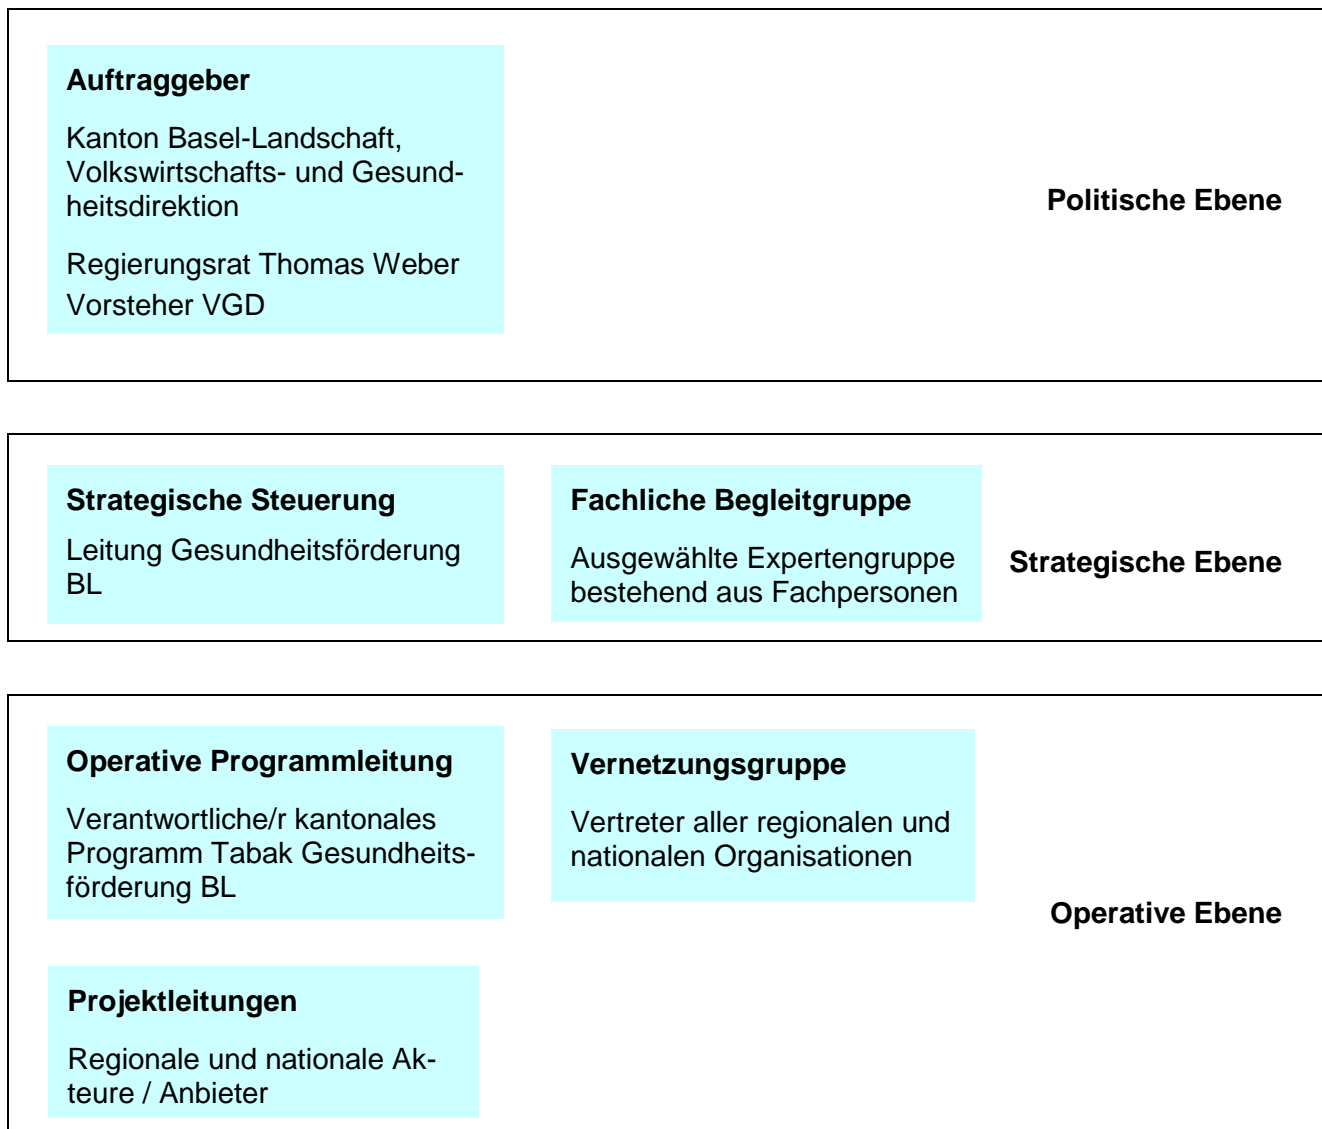 Auftraggeber
Kanton Basel-Landschaft,
Volkswirtschafts- und Gesund-
heitsdirektion
Regierungsrat Thomas Weber
Vorsteher VGD
Politische Ebene
Strategische Steuerung
Leitung Gesundheitsförderung
BL
Fachliche Begleitgruppe
Ausgewählte Expertengruppe
bestehend aus Fachpersonen
Strategische Ebene
Operative Programmleitung
Verantwortliche/r kantonales
Programm Tabak Gesundheits-
förderung BL
Vernetzungsgruppe
Vertreter aller regionalen und
nationalen Organisationen
Operative Ebene
Projektleitungen
Regionale und nationale Ak-
teure / Anbieter